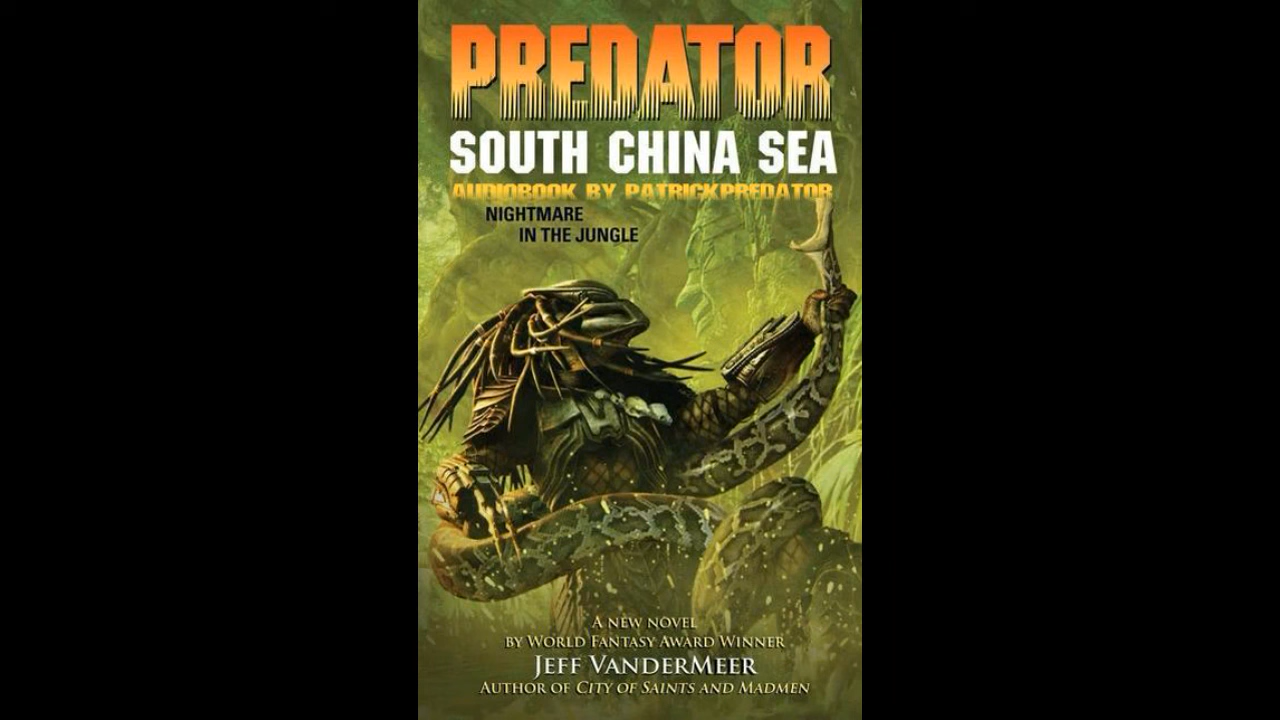 PREDATOR
SOUTH CHINA SEA
AUDIOBOOK BY PATRICKPREDATOR
NIGHTMARE
IN THE JUNGLE
A NEW NOVEL
BY WORLD FANTASY AWARD WINNER
JEFF VANDERMEER
AUTHOR OF CITY OF SAINTS AND MADMEN